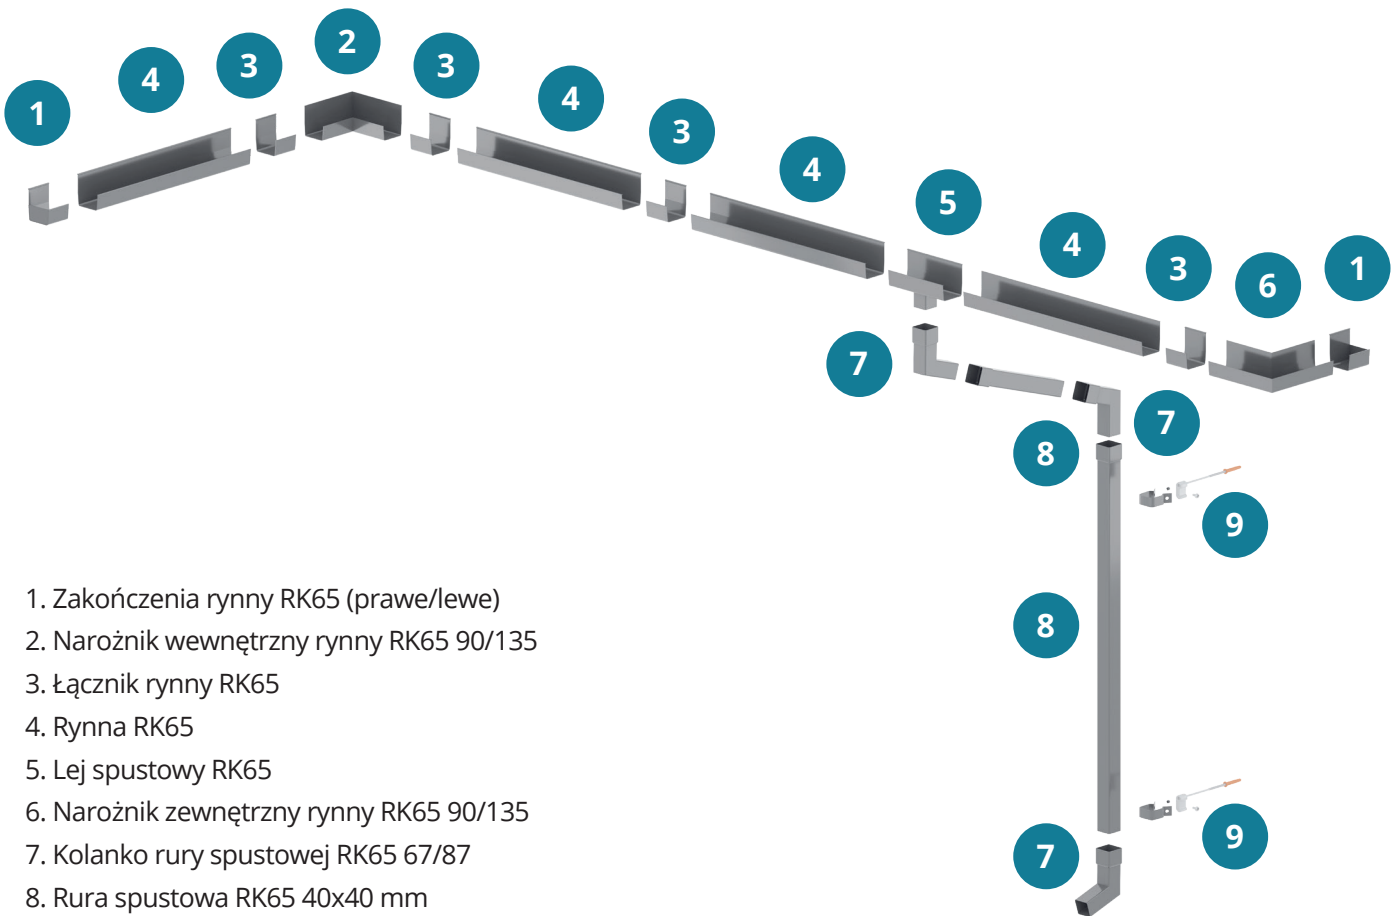 2
3
3
4
1
4
3
4
5
4
3
6
1
7
7
8
9
8
9
7
1. Zakończenia rynny RK65 (prawe/lewe)
2. Narożnik wewnętrzny rynny RK65 90/135
3. Łącznik rynny RK65
4. Rynna RK65
5. Lej spustowy RK65
6. Narożnik zewnętrzny rynny RK65 90/135
7. Kolanko rury spustowej RK65 67/87
8. Rura spustowa RK65 40x40 mm